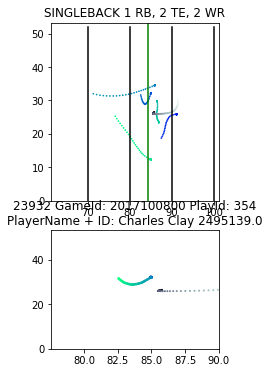 SINGLEBACK 1 RB, 2 TE, 2 WR
50
40
30
20
10
0
70 80 90 100
23932 GameId: 2017100800 PlayId: 354
PlayerName + ID: Charles Clay 2495139.0
40
20
0
80.0 82.5 85.0 87.5 90.0